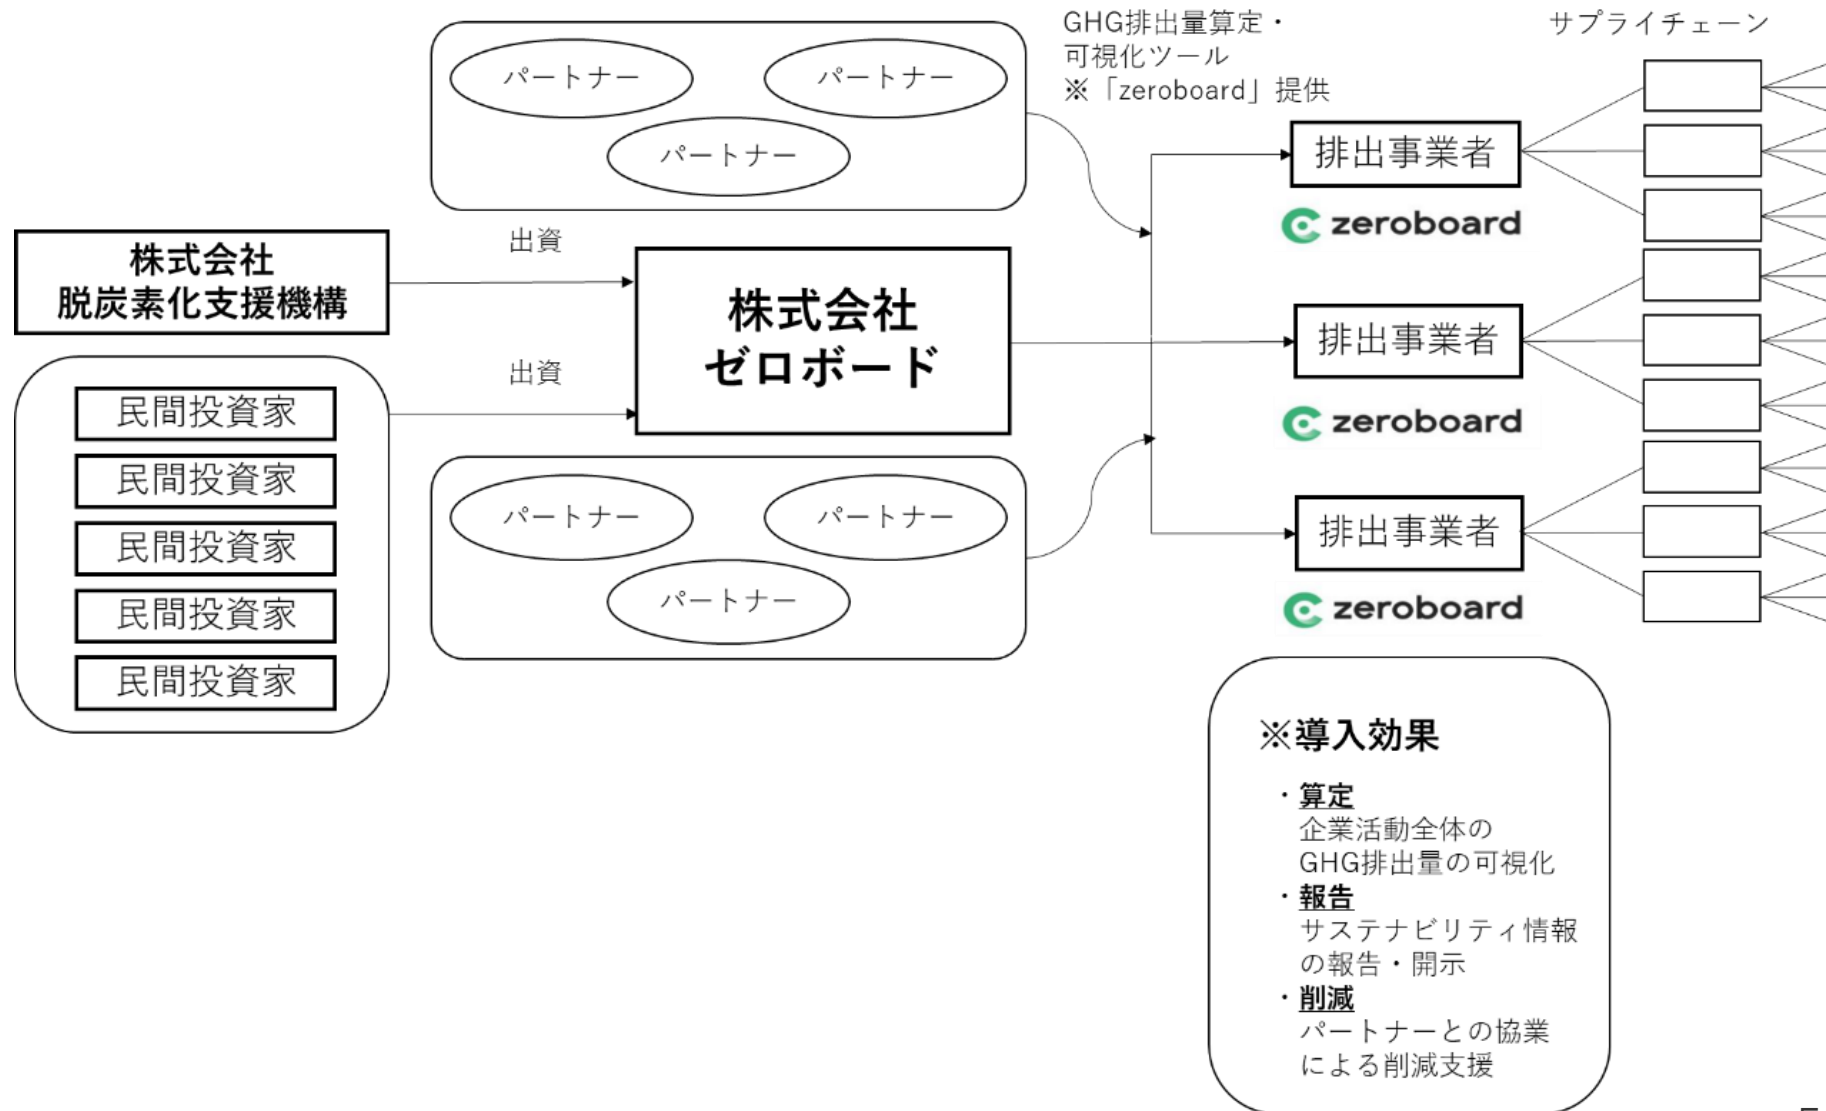 GHG排出量算定・
可視化ツール
※「zeroboard」提供
サプライチェーン
パートナー
パートナー
パートナー
株式会社
脱炭素化支援機構
出資
出資
民間投資家
民間投資家
民間投資家
民間投資家
民間投資家
株式会社
ゼロボード
パートナー
パートナー
パートナー
排出事業者
zeroboard
排出事業者
zeroboard
排出事業者
zeroboard
※導入効果
・算定
企業活動全体の
GHG排出量の可視化
・報告
サステナビリティ情報
の報告・開示
・削減
パートナーとの協業
による削減支援